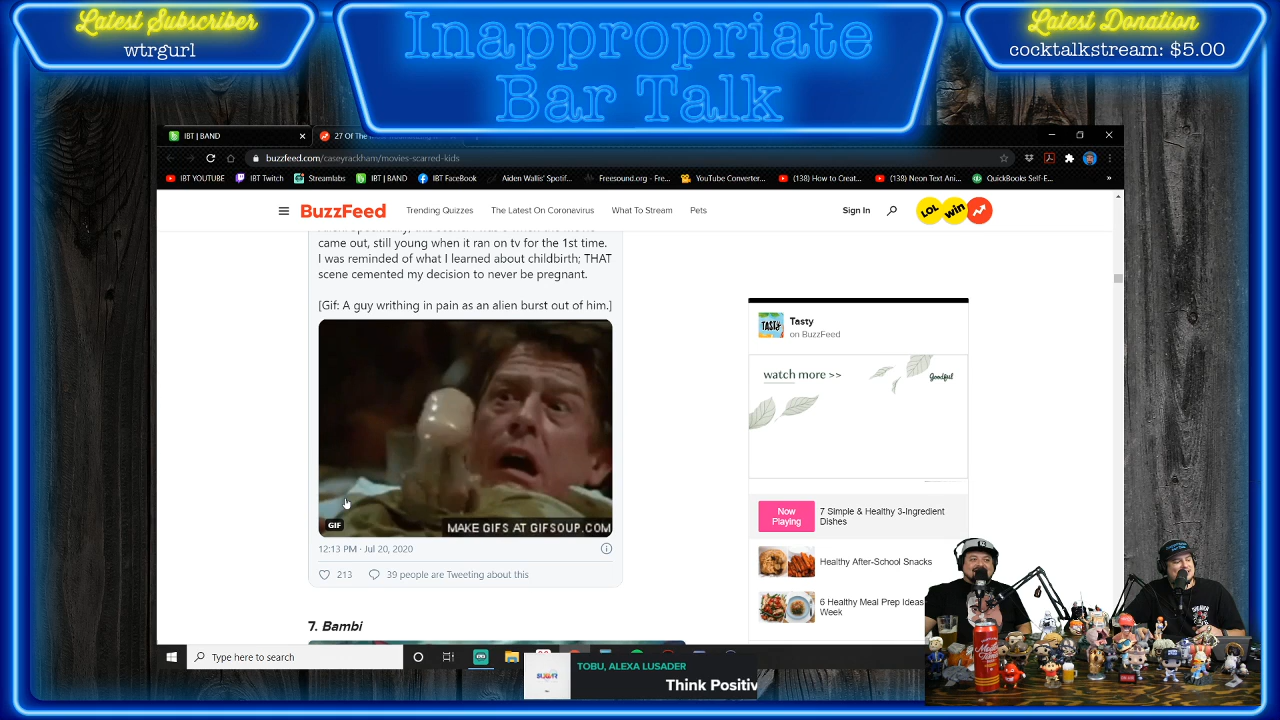 Latest Subscriber
wtrgurl
Inappropriate
Bar Talk
Latest Donation
cocktalkstream: $5.00
IBT | BAND
27 Of The
buzzfeed.com/caseyrackham/movies-scarred-kids
IBT YOUTUBE
IBT Twitch
Streamlabs
IBT | BAND
IBT FaceBook
Aiden Wallis' Spotif...
Freesound.org - Fre...
YouTube Converter...
(138) How to Creat...
(138) Neon Text Ani...
QuickBooks Self-E...
BuzzFeed
Trending Quizzes
The Latest On Coronavirus
What To Stream
Pets
Sign In
LOL
win
came out, still young when it ran on tv for the 1st time.
I was reminded of what I learned about childbirth; THAT
scene cemented my decision to never be pregnant.
[Gif: A guy writhing in pain as an alien burst out of him.]
GIF
MAKE GIFS AT GIFSOUP.COM
12:13 PM · Jul 20, 2020
213
39 people are Tweeting about this
7. Bambi
TASTY
Tasty
on BuzzFeed
watch more >>
Goodful
Now
Playing
7 Simple & Healthy 3-Ingredient
Dishes
Healthy After-School Snacks
6 Healthy Meal Prep Ideas
Week
Type here to search
TOBU, ALEXA LUSADER
Think Positiv